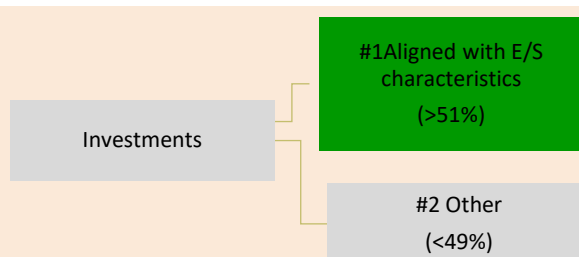 #1Aligned with E/S
characteristics
(>51%)
Investments
#2 Other
(<49%)